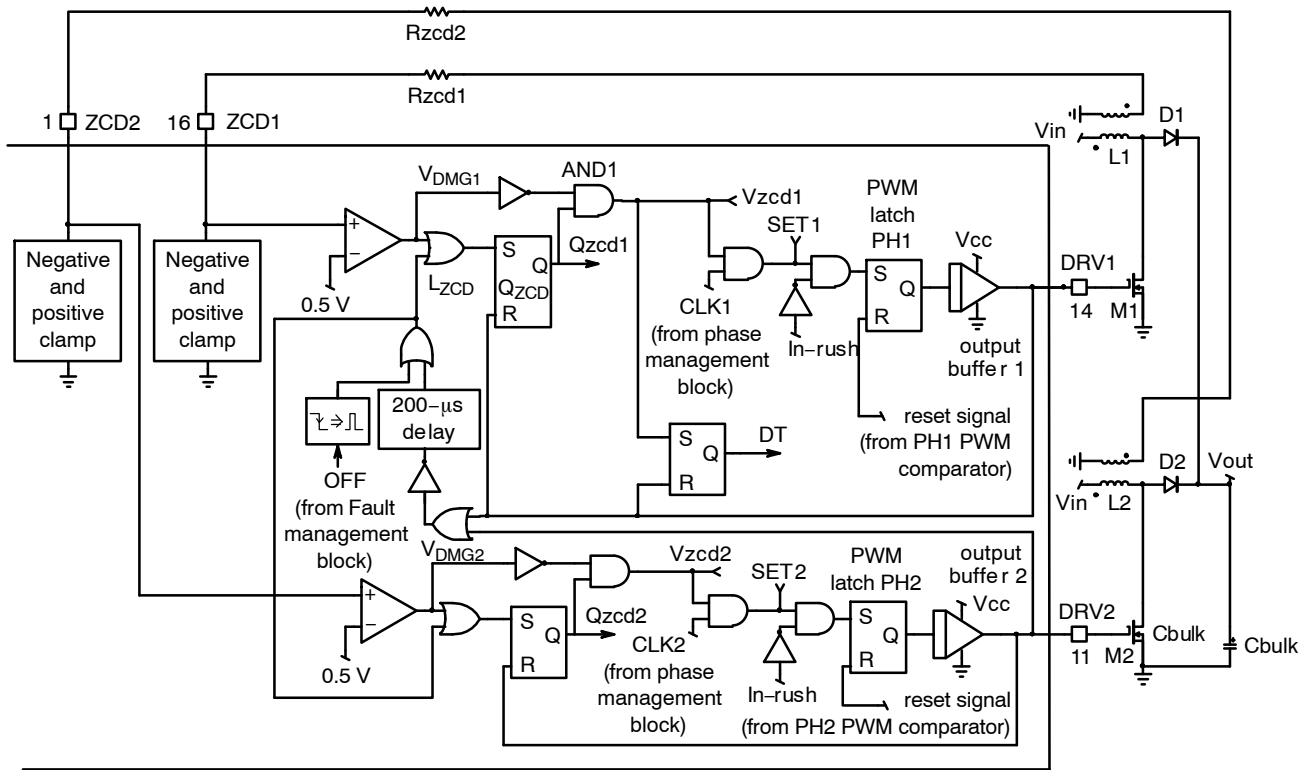 Rzcd2
Rzcd1
1 ZCD2
16 ZCD1
Vin
L1
D1
VDMG1
AND1
Vzcd1
SET1
PWM
latch
PH1
Vcc
Negative
and
positive
clamp
Negative
and
positive
clamp
+
−
0.5 V
LZCD
S
Q
QZCD
R
Qzcd1
CLK1
(from phase
management
block)
In−rush
S
Q
R
output
buffer 1
DRV1
14
M1
200−μs
delay
OFF
(from Fault
management
block)
S
Q
R
DT
reset signal
(from PH1 PWM
comparator)
Vin
L2
D2
Vout
VDMG2
Vzcd2
SET2
PWM
latch PH2
output
buffer 2
Vcc
+
−
0.5 V
S
Q
R
Qzcd2
CLK2
(from phase
management
block)
In−rush
S
Q
R
reset signal
(from PH2 PWM comparator)
DRV2
11
M2
Cbulk
Cbulk